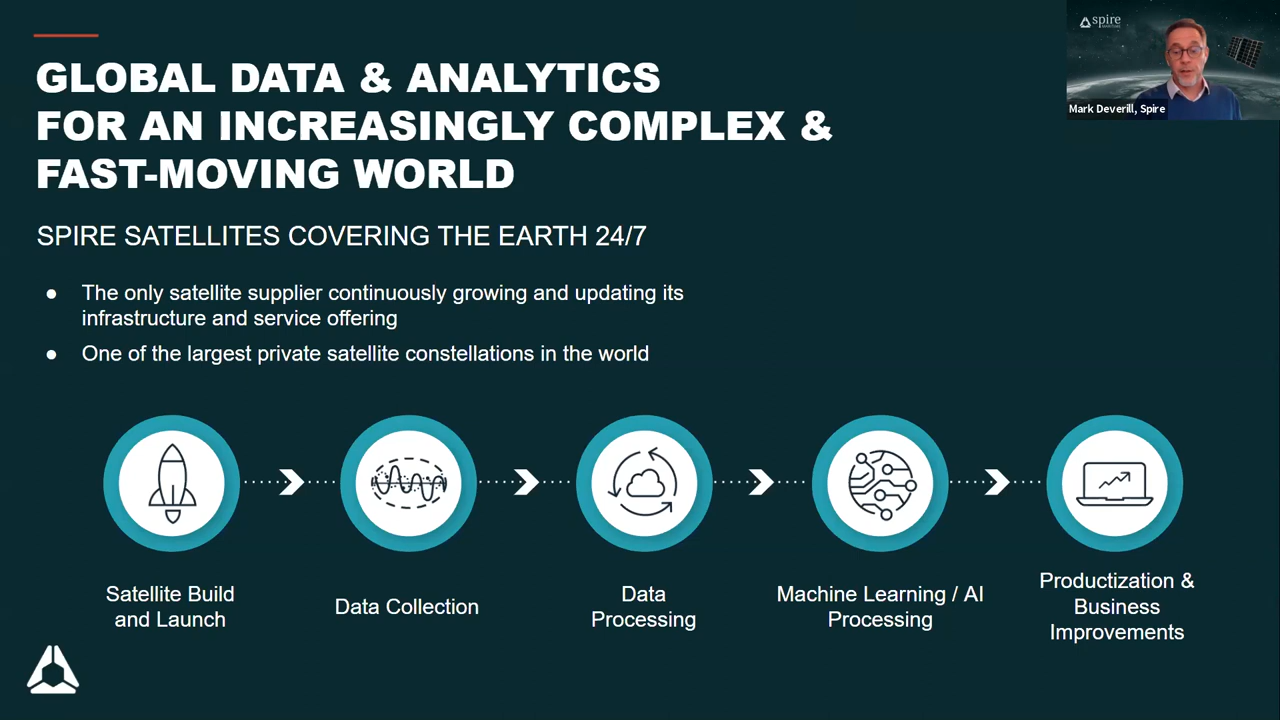 GLOBAL DATA & ANALYTICS
FOR AN INCREASINGLY COMPLEX &
FAST-MOVING WORLD
SPIRE SATELLITES COVERING THE EARTH 24/7
● The only satellite supplier continuously growing and updating its
infrastructure and service offering
● One of the largest private satellite constellations in the world
Satellite Build
and Launch
Data Collection
Data
Processing
Machine Learning / AI
Processing
Productization &
Business
Improvements
spire
Mark Deverill, Spire